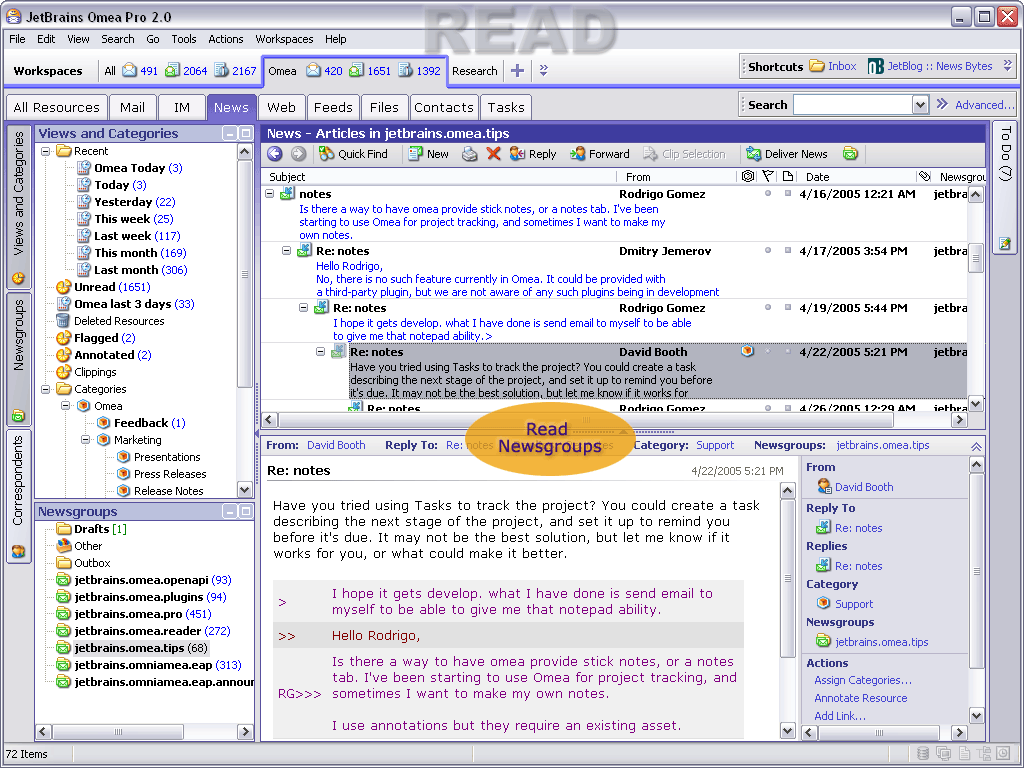 JetBrains Omea Pro 2.0
READ
File Edit View Search Go Tools Actions Workspaces Help
Workspaces All 491 2064 2167 Omea 420 1651 1392 Research
Shortcuts Inbox JetBlog :: News Bytes
All Resources Mail IM News Web Feeds Files Contacts Tasks
Search Advanced...
Views and Categories
Newsgroups
Correspondents
Views and Categories
Recent
Omea Today (3)
Today (3)
Yesterday (22)
This week (25)
Last week (117)
This month (169)
Last month (306)
Unread (1651)
Omea last 3 days (33)
Deleted Resources
Flagged (2)
Annotated (2)
Clippings
Categories
Omea
Feedback (1)
Marketing
Presentations
Press Releases
Release Notes
Newsgroups
Drafts [1]
Other
Outbox
jetbrains.omea.openapi (93)
jetbrains.omea.plugins (94)
jetbrains.omea.pro (451)
jetbrains.omea.reader (272)
jetbrains.omea.tips (68)
jetbrains.omniamea.eap (313)
jetbrains.omniamea.eap.annour
News - Articles in jetbrains.omea.tips
Quick Find New Reply Forward Clip Selection Deliver News
Subject From Date Newsgrou
notes Rodrigo Gomez 4/16/2005 12:21 AM jetbra
Is there a way to have omea provide stick notes, or a notes tab. I've been
starting to use Omea for project tracking, and sometimes I want to make my
own notes.
Re: notes Dmitry Jemerov 4/17/2005 3:54 PM jetbra
Hello Rodrigo,
No, there is no such feature currently in Omea. It could be provided with
a third-party plugin, but we are not aware of any such plugins being in development
Re: notes Rodrigo Gomez 4/19/2005 5:44 PM jetbra
I hope it gets develop. what I have done is send email to myself to be able
to give me that notepad ability.>
Re: notes David Booth 4/22/2005 5:21 PM jetbra
Have you tried using Tasks to track the project? You could create a task
describing the next stage of the project, and set it up to remind you before
it's due. It may not be the best solution, but let me know if it works for
Re: notes Rodrigo Gomez 4/26/2005 12:29 AM jetbra
Read
Newsgroups
From: David Booth Reply To: Re: notes Category: Support Newsgroups: jetbrains.omea.tips
Re: notes 4/22/2005 5:21 PM
Have you tried using Tasks to track the project? You could create a task
describing the next stage of the project, and set it up to remind you
before it's due. It may not be the best solution, but let me know if it
works for you, or what could make it better.
> I hope it gets develop. what I have done is send email to
myself to be able to give me that notepad ability.
>> Hello Rodrigo,
Is there a way to have omea provide stick notes, or a notes
tab. I've been starting to use Omea for project tracking, and
RG>>> sometimes I want to make my own notes.
I use annotations but they require an existing asset.
From
David Booth
Reply To
Re: notes
Replies
Re: notes
Category
Support
Newsgroups
jetbrains.omea.tips
Actions
Assign Categories...
Annotate Resource
Add Link...
To Do (7)
72 Items